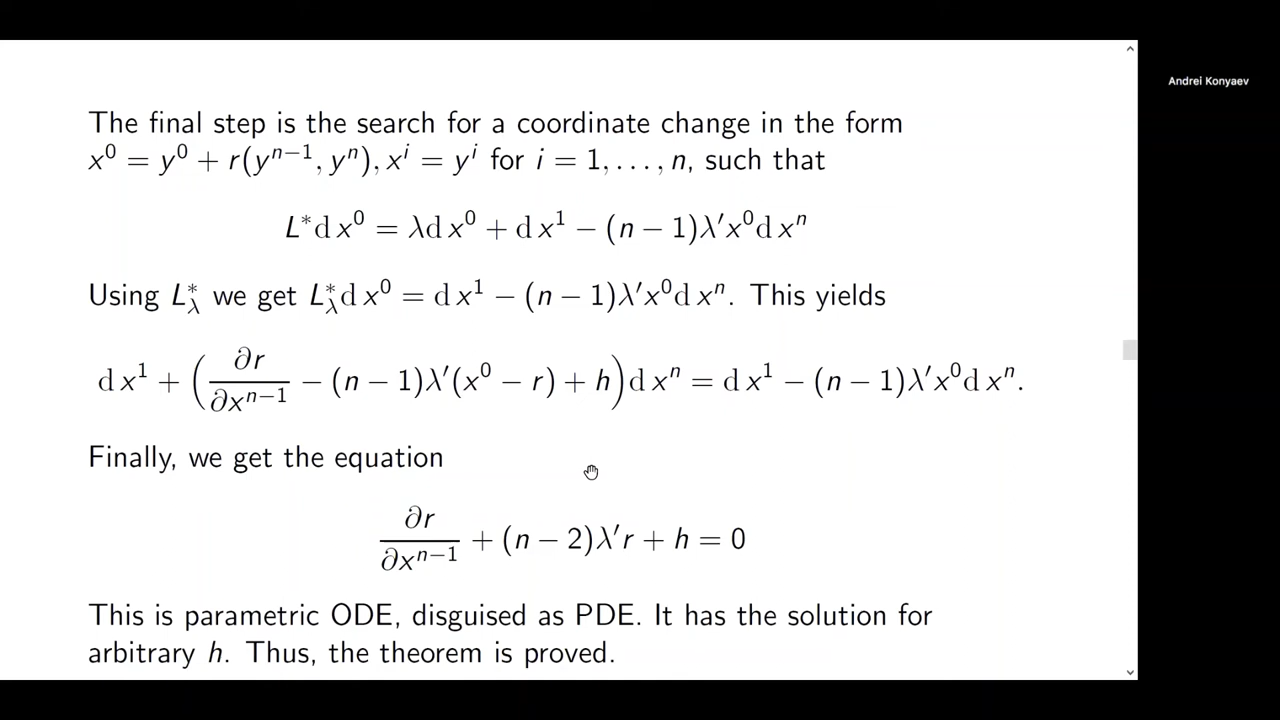 Andrei Konyaev
The final step is the search for a coordinate change in the form
x⁰ = y⁰ + r(yⁿ⁻¹, yⁿ), xⁱ = yⁱ for i = 1, . . . , n, such that
L*dx⁰ = λdx⁰ + dx¹ − (n − 1)λ′x⁰dxⁿ
Using L*_λ we get L*_λdx⁰ = dx¹ − (n − 1)λ′x⁰dxⁿ. This yields
dx¹ + (∂r/∂xⁿ⁻¹ − (n − 1)λ′(x⁰ − r) + h)dxⁿ = dx¹ − (n − 1)λ′x⁰dxⁿ.
Finally, we get the equation
∂r/∂xⁿ⁻¹ + (n − 2)λ′r + h = 0
This is parametric ODE, disguised as PDE. It has the solution for
arbitrary h. Thus, the theorem is proved.